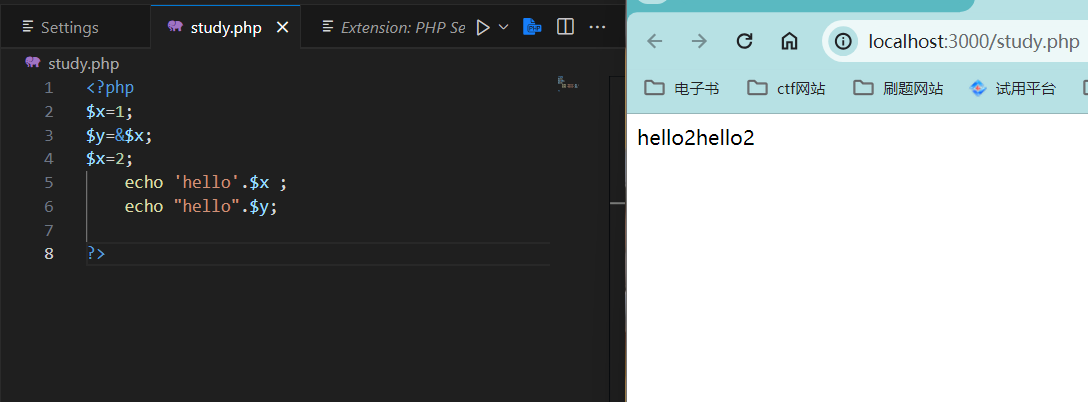 Settings
study.php
Extension: PHP Se
study.php
1 <?php
2 $x=1;
3 $y=&$x;
4 $x=2;
5 echo 'hello'.$x ;
6 echo "hello".$y;
7
8 ?>
localhost:3000/study.php
电子书 ctf网站 刷题网站 试用平台
hello2hello2